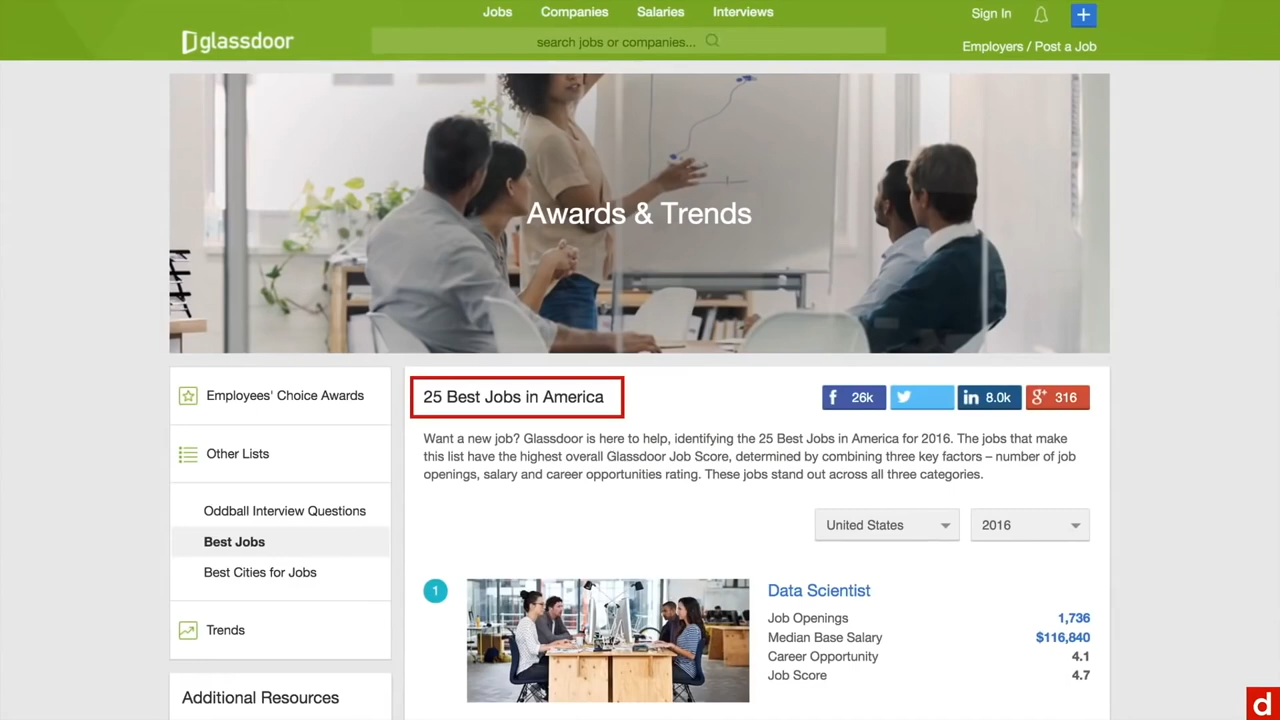 Jobs Companies Salaries Interviews
Sign In
glassdoor
search jobs or companies...
Employers / Post a Job
Awards & Trends
Employees' Choice Awards
Other Lists
Oddball Interview Questions
Best Jobs
Best Cities for Jobs
Trends
Additional Resources
25 Best Jobs in America
26k
8.0k
316
Want a new job? Glassdoor is here to help, identifying the 25 Best Jobs in America for 2016. The jobs that make
this list have the highest overall Glassdoor Job Score, determined by combining three key factors – number of job
openings, salary and career opportunities rating. These jobs stand out across all three categories.
United States
2016
1
Data Scientist
Job Openings 1,736
Median Base Salary $116,840
Career Opportunity 4.1
Job Score 4.7
d